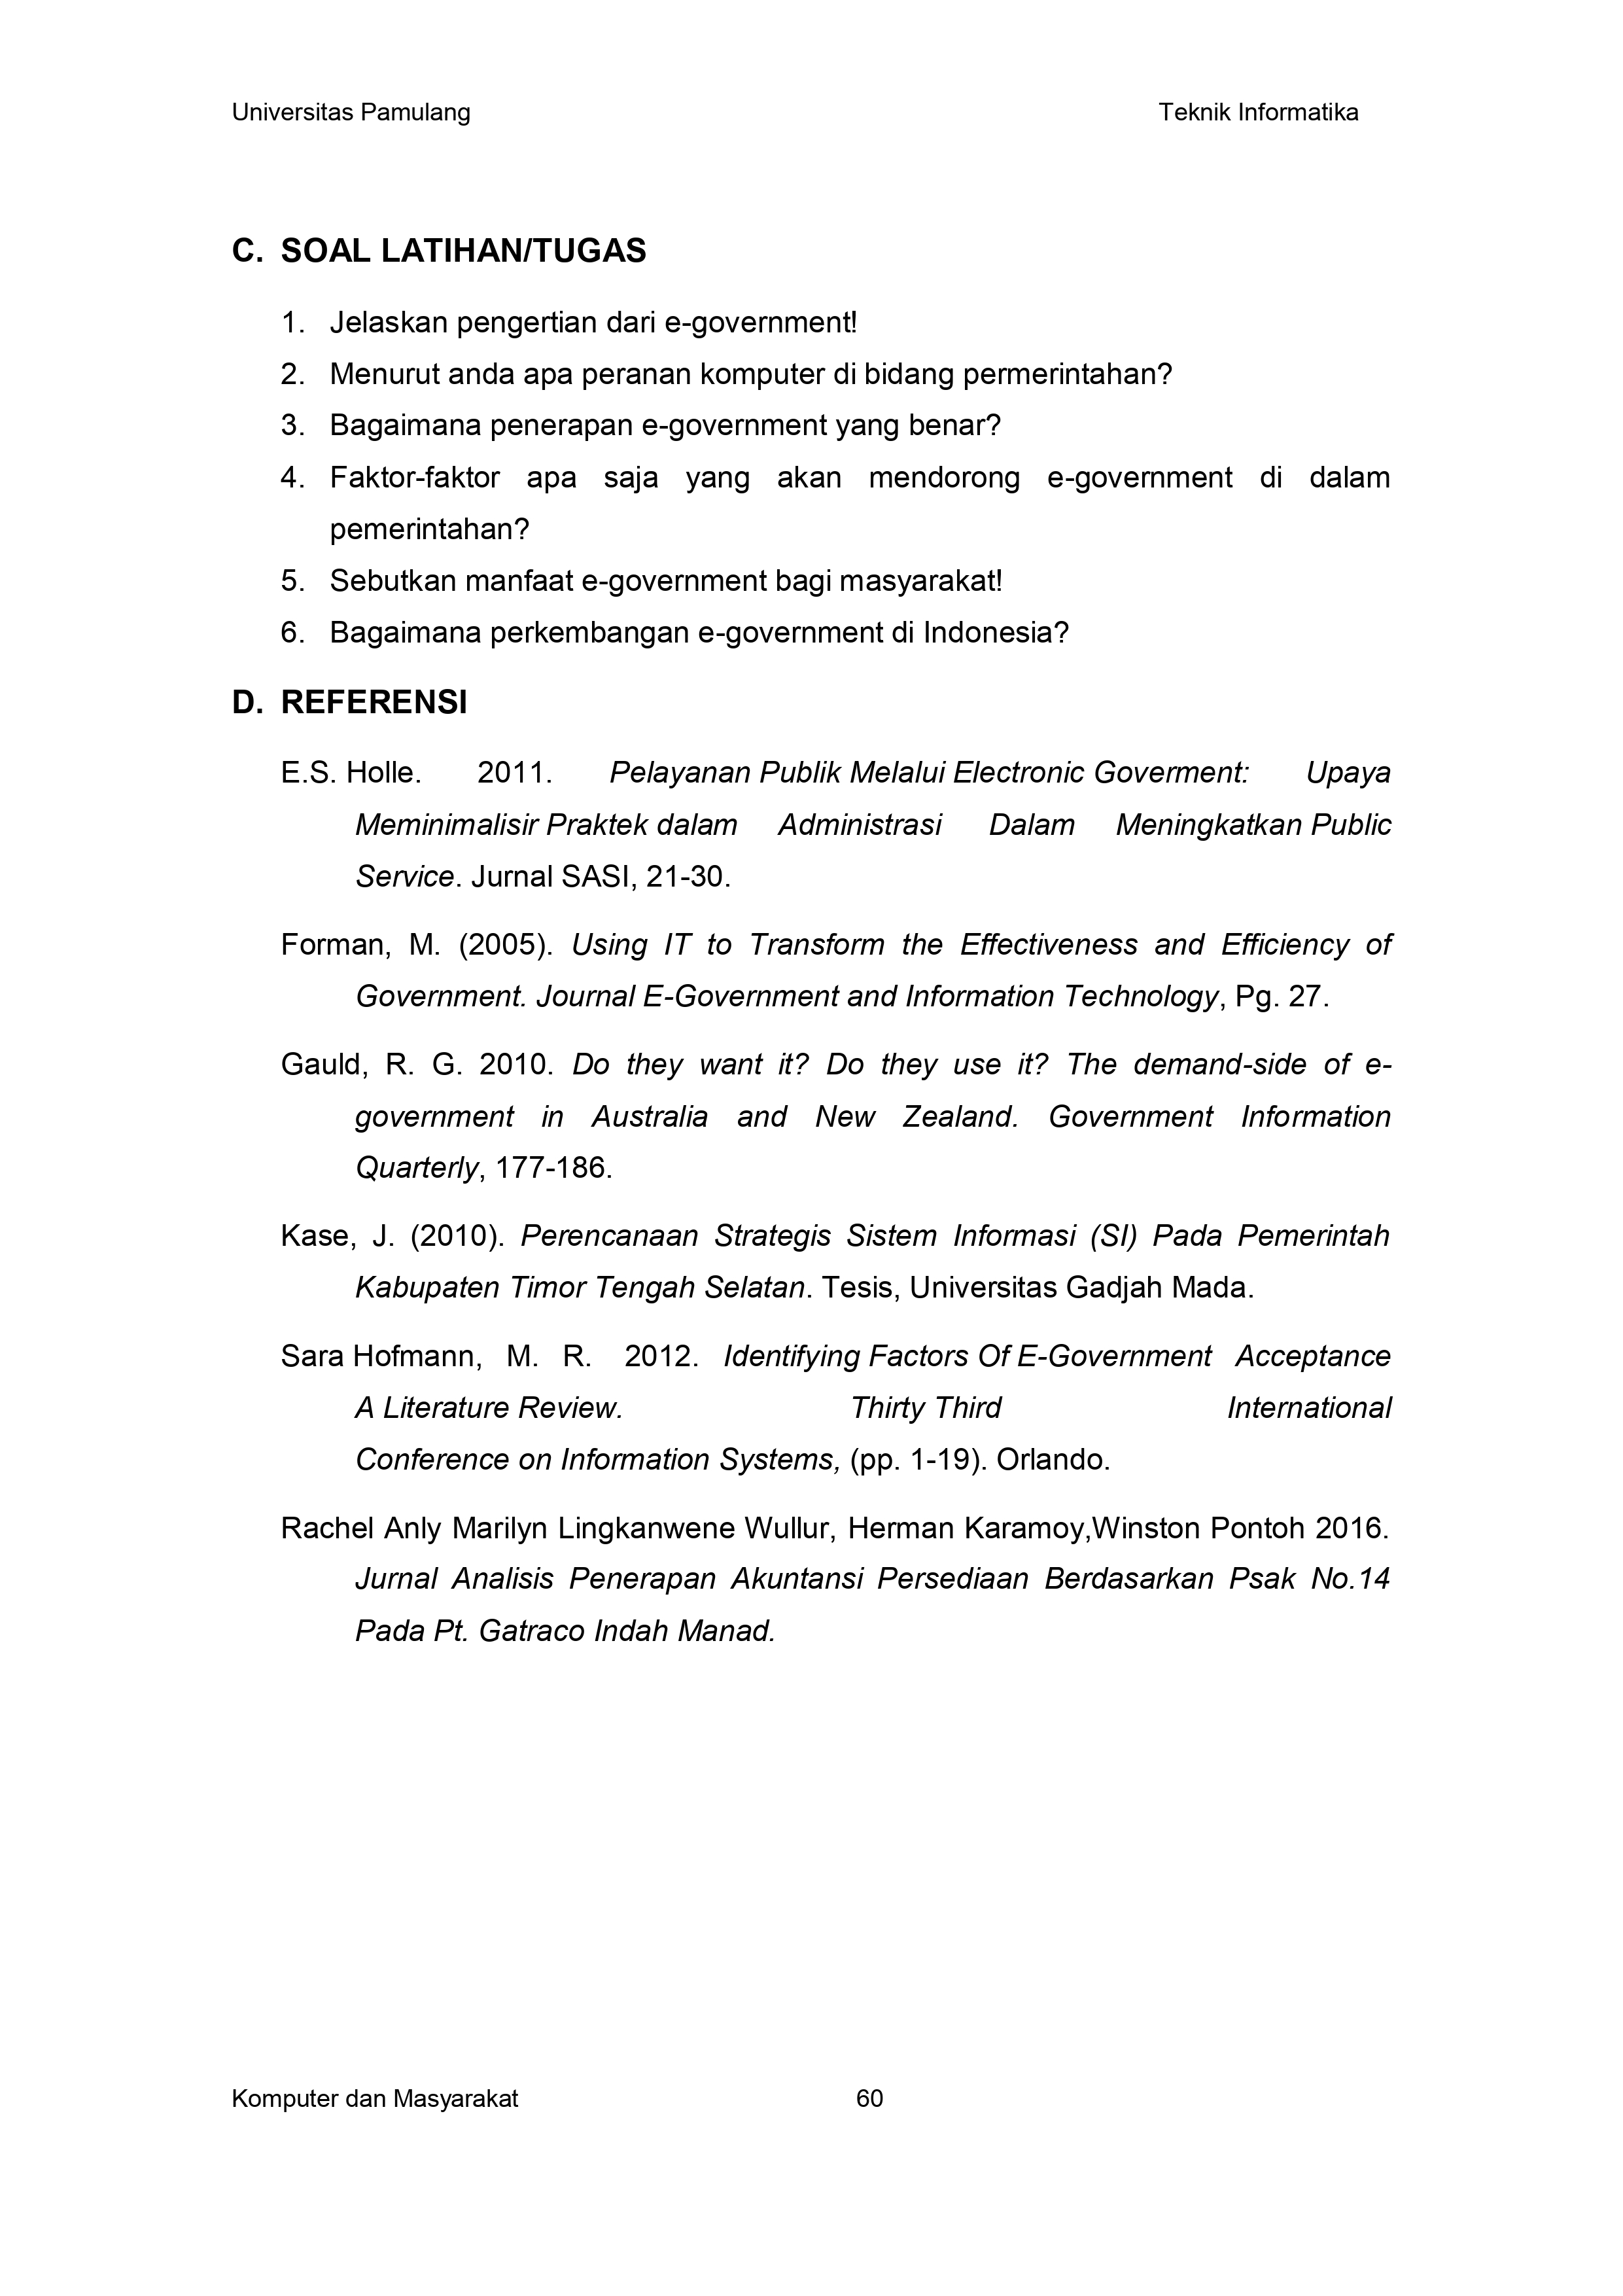 Universitas Pamulang Teknik Informatika
C. SOAL LATIHAN/TUGAS
1. Jelaskan pengertian dari e-government!
2. Menurut anda apa peranan komputer di bidang permerintahan?
3. Bagaimana penerapan e-government yang benar?
4. Faktor-faktor apa saja yang akan mendorong e-government di dalam
pemerintahan?
5. Sebutkan manfaat e-government bagi masyarakat!
6. Bagaimana perkembangan e-government di Indonesia?
D. REFERENSI
E.S. Holle. 2011. Pelayanan Publik Melalui Electronic Goverment: Upaya
Meminimalisir Praktek dalam Administrasi Dalam Meningkatkan Public
Service. Jurnal SASI, 21-30.
Forman, M. (2005). Using IT to Transform the Effectiveness and Efficiency of
Government. Journal E-Government and Information Technology, Pg. 27.
Gauld, R. G. 2010. Do they want it? Do they use it? The demand-side of e-
government in Australia and New Zealand. Government Information
Quarterly, 177-186.
Kase, J. (2010). Perencanaan Strategis Sistem Informasi (SI) Pada Pemerintah
Kabupaten Timor Tengah Selatan. Tesis, Universitas Gadjah Mada.
Sara Hofmann, M. R. 2012. Identifying Factors Of E-Government Acceptance
A Literature Review. Thirty Third International
Conference on Information Systems, (pp. 1-19). Orlando.
Rachel Anly Marilyn Lingkanwene Wullur, Herman Karamoy,Winston Pontoh 2016.
Jurnal Analisis Penerapan Akuntansi Persediaan Berdasarkan Psak No.14
Pada Pt. Gatraco Indah Manad.
Komputer dan Masyarakat 60